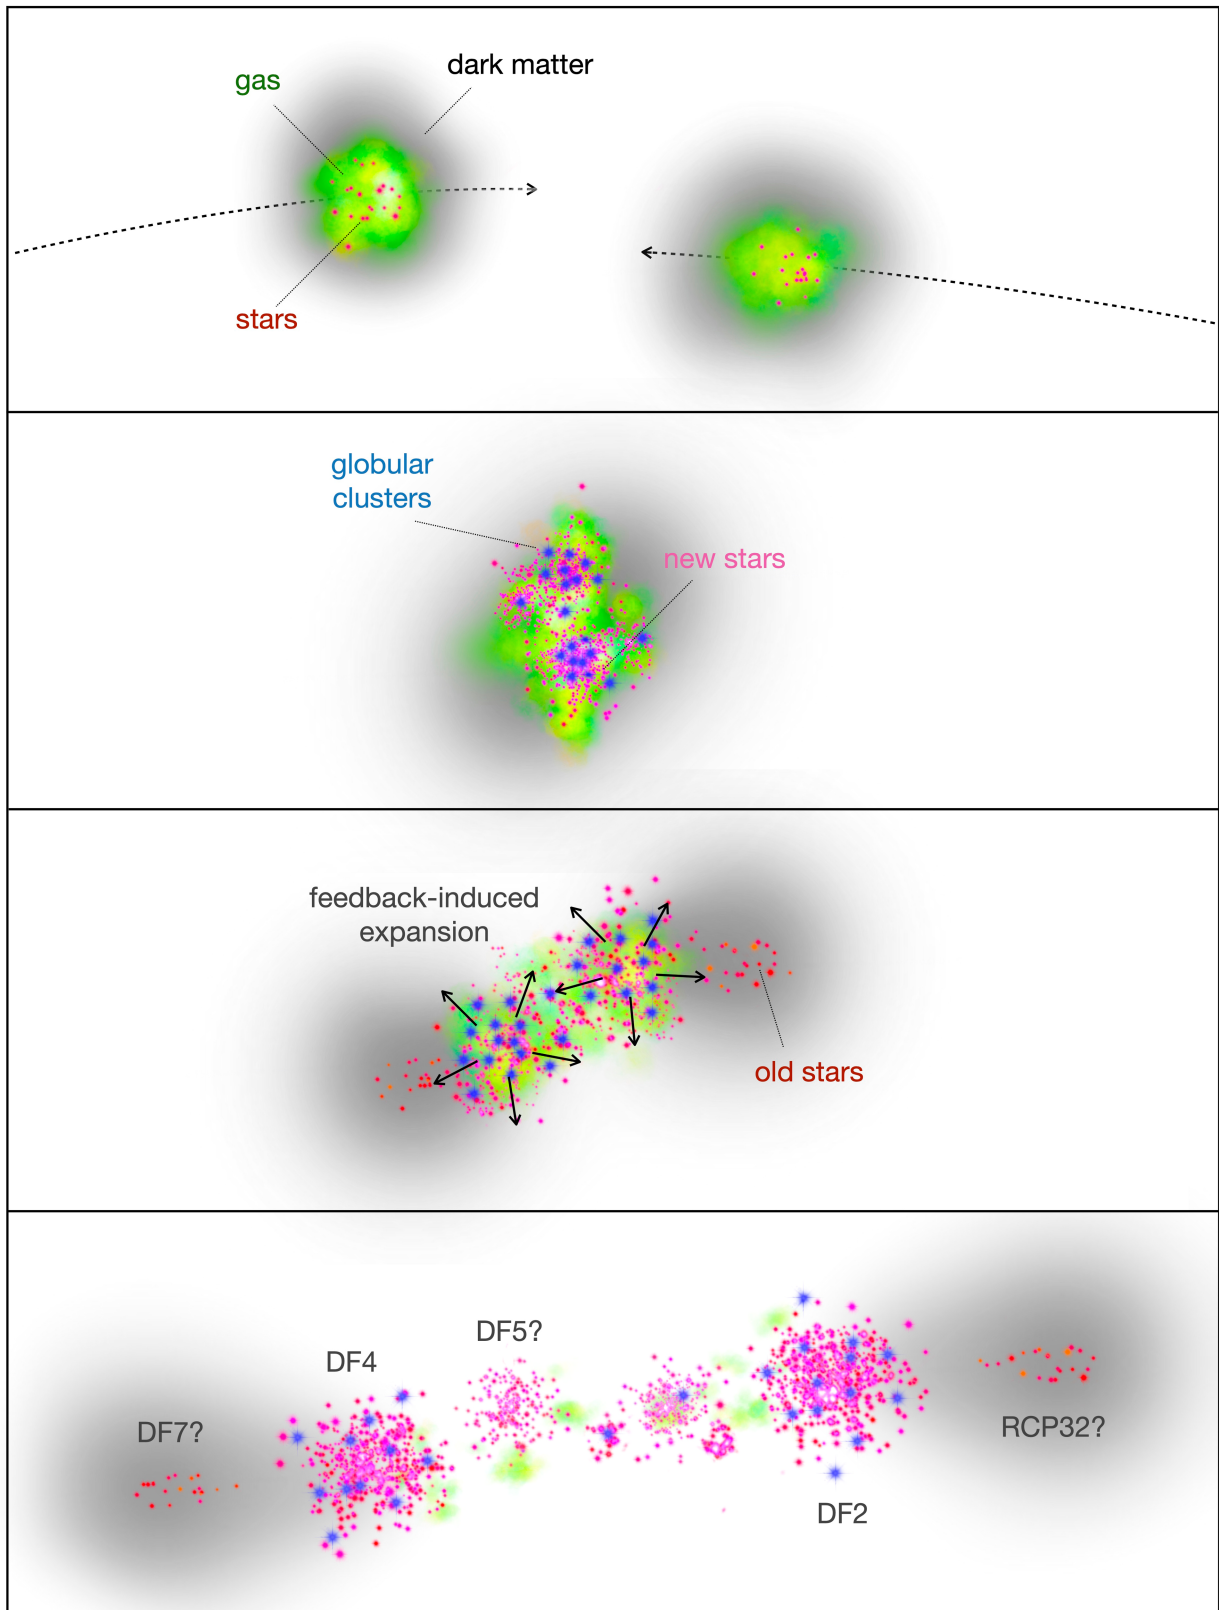 dark matter
gas
stars
globular
clusters
new stars
feedback-induced
expansion
old stars
DF5?
DF4
DF7?
RCP32?
DF2